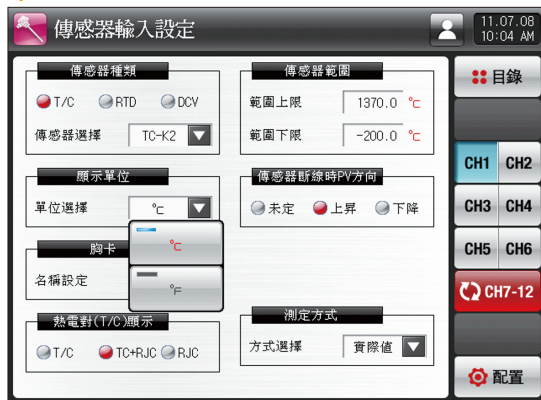 傳感器輸入設定
11.07.08
10:04 AM
傳感器種類
T/C RTD DCV
傳感器選擇 TC-K2
顯示單位
單位選擇 ℃
℃
℉
胸卡
名稱設定
熱電對(T/C)顯示
T/C TC+RJC RJC
傳感器範圍
範圍上限 1370.0 ℃
範圍下限 -200.0 ℃
傳感器斷線時PV方向
未定 上昇 下降
測定方式
方式選擇 實際值
目錄
CH1 CH2
CH3 CH4
CH5 CH6
CH7-12
配置